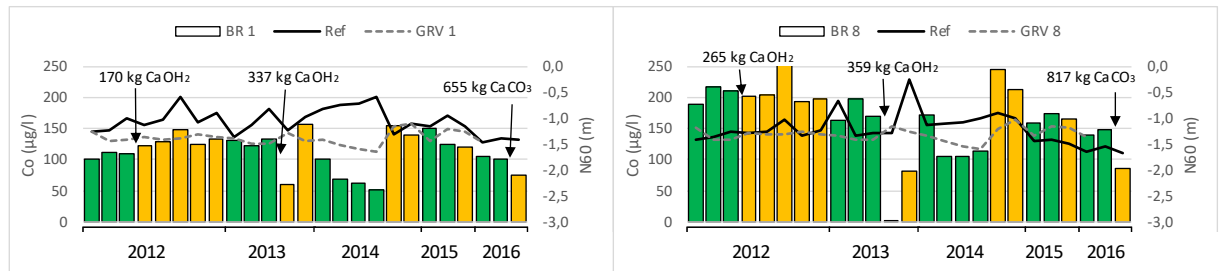 BR 1 Ref GRV 1
170 kg CaOH2
337 kg CaOH2
655 kg CaCO3
Co (µg/l)
250
200
150
100
50
0
0,0
-0,5
-1,0
-1,5
-2,0
-2,5
-3,0
N60 (m)
2012 2013 2014 2015 2016
BR 8 Ref GRV 8
265 kg CaOH2
359 kg CaOH2
817 kg CaCO3
Co (µg/l)
250
200
150
100
50
0
0,0
-0,5
-1,0
-1,5
-2,0
-2,5
-3,0
N60 (m)
2012 2013 2014 2015 2016